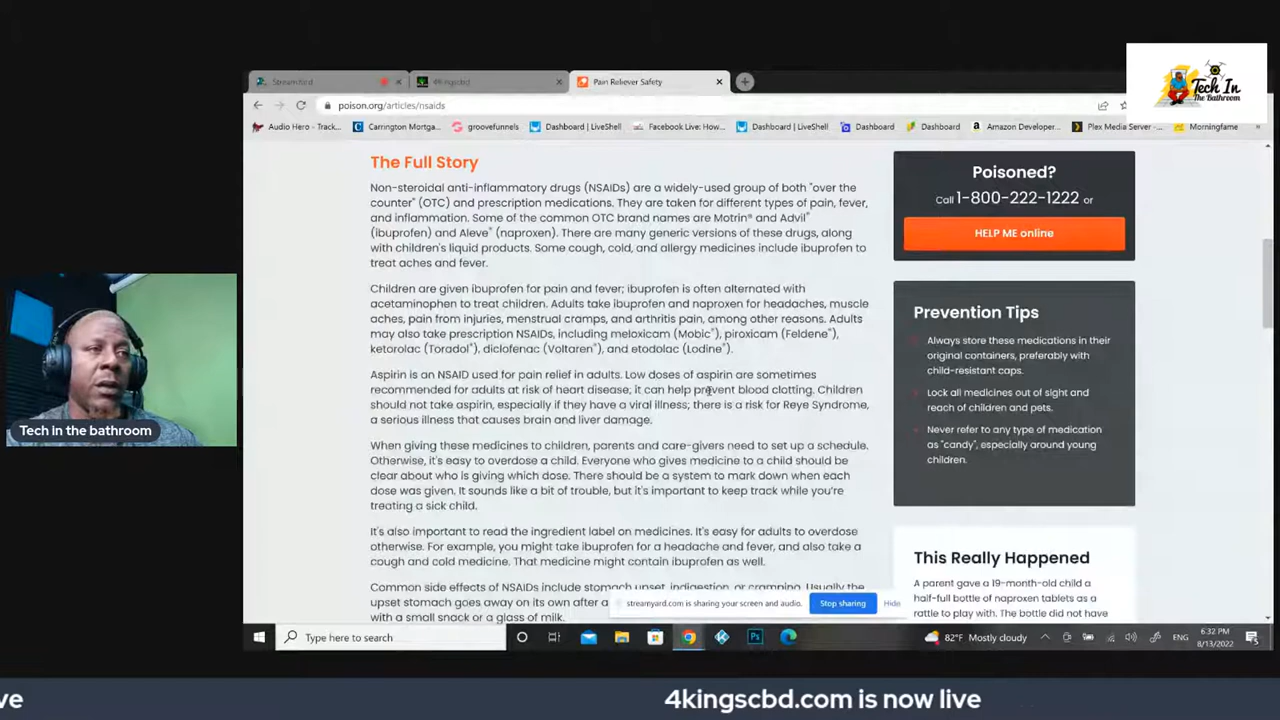 Tech In
The Bathroom
StreamYard
4Kingscbd
Pain Reliever Safety
poison.org/articles/nsaids
Audio Hero - Track...
Carrington Mortga...
groovefunnels
Dashboard | LiveShell
Facebook Live: How...
Dashboard | LiveShell
Dashboard
Dashboard
Amazon Developer...
Plex Media Server -...
Morningfame
»
The Full Story
Non-steroidal anti-inflammatory drugs (NSAIDs) are a widely-used group of both "over the
counter" (OTC) and prescription medications. They are taken for different types of pain, fever,
and inflammation. Some of the common OTC brand names are Motrin® and Advil®
(ibuprofen) and Aleve® (naproxen). There are many generic versions of these drugs, along
with children's liquid products. Some cough, cold, and allergy medicines include ibuprofen to
treat aches and fever.
Children are given ibuprofen for pain and fever; ibuprofen is often alternated with
acetaminophen to treat children. Adults take ibuprofen and naproxen for headaches, muscle
aches, pain from injuries, menstrual cramps, and arthritis pain, among other reasons. Adults
may also take prescription NSAIDs, including meloxicam (Mobic®), piroxicam (Feldene®),
ketorolac (Toradol®), diclofenac (Voltaren®), and etodolac (Lodine®).
Aspirin is an NSAID used for pain relief in adults. Low doses of aspirin are sometimes
recommended for adults at risk of heart disease; it can help prevent blood clotting. Children
should not take aspirin, especially if they have a viral illness; there is a risk for Reye Syndrome,
a serious illness that causes brain and liver damage.
When giving these medicines to children, parents and care-givers need to set up a schedule.
Otherwise, it's easy to overdose a child. Everyone who gives medicine to a child should be
clear about who is giving which dose. There should be a system to mark down when each
dose was given. It sounds like a bit of trouble, but it's important to keep track while you're
treating a sick child.
It's also important to read the ingredient label on medicines. It's easy for adults to overdose
otherwise. For example, you might take ibuprofen for a headache and fever, and also take a
cough and cold medicine. That medicine might contain ibuprofen as well.
Common side effects of NSAIDs include stomach upset, indigestion, or cramping. Usually the
upset stomach goes away on its own after a
with a small snack or a glass of milk.
Poisoned?
Call 1-800-222-1222 or
HELP ME online
Prevention Tips
Always store these medications in their
original containers, preferably with
child-resistant caps.
Lock all medicines out of sight and
reach of children and pets.
Never refer to any type of medication
as "candy", especially around young
children.
This Really Happened
A parent gave a 19-month-old child a
half-full bottle of naproxen tablets as a
rattle to play with. The bottle did not have
streamyard.com is sharing your screen and audio.
Stop sharing
Hide
Tech in the bathroom
Type here to search
Ps
82°F Mostly cloudy
ENG
6:32 PM
8/13/2022
ve
4kingscbd.com is now live